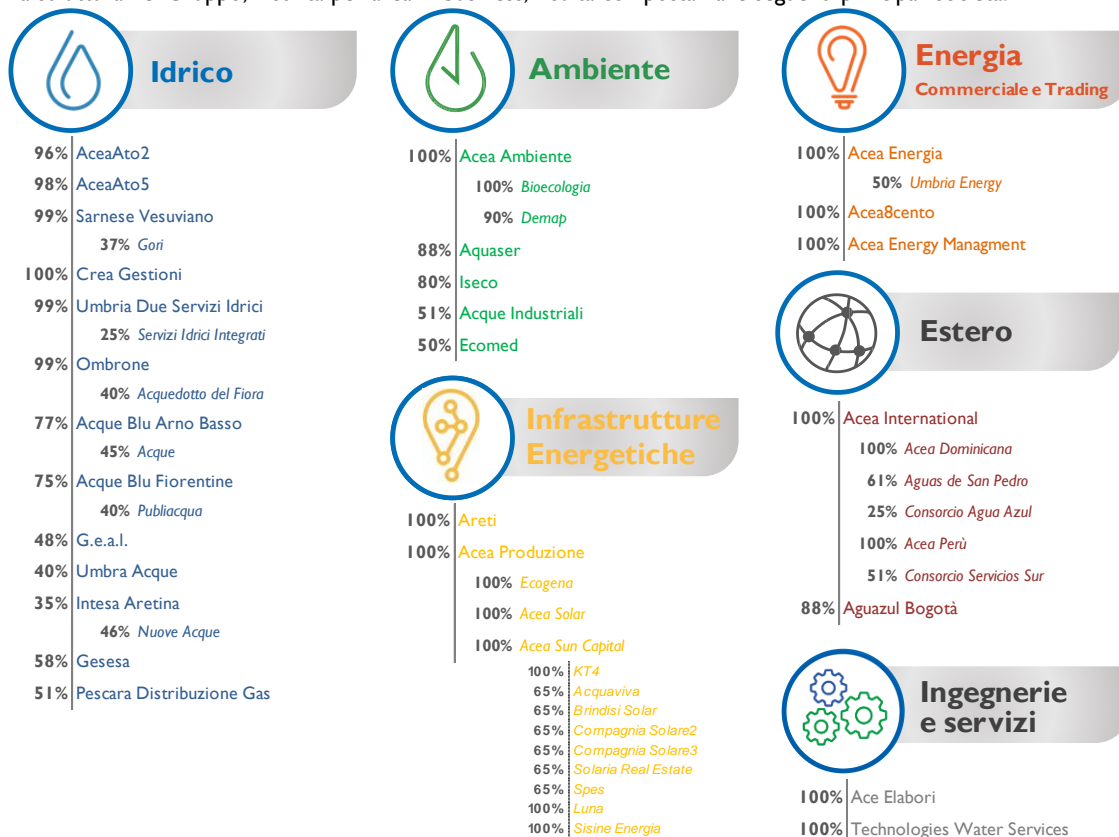 Idrico
96% AceaAto2
98% AceaAto5
99% Sarnese Vesuviano
37% Gori
100% Crea Gestioni
99% Umbria Due Servizi Idrici
25% Servizi Idrici Integrati
99% Ombrone
40% Acquedotto del Fiora
77% Acque Blu Arno Basso
45% Acque
75% Acque Blu Fiorentine
40% Publiacqua
48% G.e.a.l.
40% Umbra Acque
35% Intesa Aretina
46% Nuove Acque
58% Gesesa
51% Pescara Distribuzione Gas
Ambiente
100% Acea Ambiente
100% Bioecologia
90% Demap
88% Aquaser
80% Iseco
51% Acque Industriali
50% Ecomed
Infrastrutture
Energetiche
100% Areti
100% Acea Produzione
100% Ecogena
100% Acea Solar
100% Acea Sun Capital
100% KT4
65% Acquaviva
65% Brindisi Solar
65% Compagnia Solare2
65% Compagnia Solare3
65% Solaria Real Estate
65% Spes
100% Luna
100% Sisine Energia
Energia
Commerciale e Trading
100% Acea Energia
50% Umbria Energy
100% Acea8cento
100% Acea Energy Managment
Estero
100% Acea International
100% Acea Dominicana
61% Aguas de San Pedro
25% Consorcio Agua Azul
100% Acea Perù
51% Consorcio Servicios Sur
88% Aguazul Bogotà
Ingegnerie
e servizi
100% Ace Elabori
100% Technologies Water Services